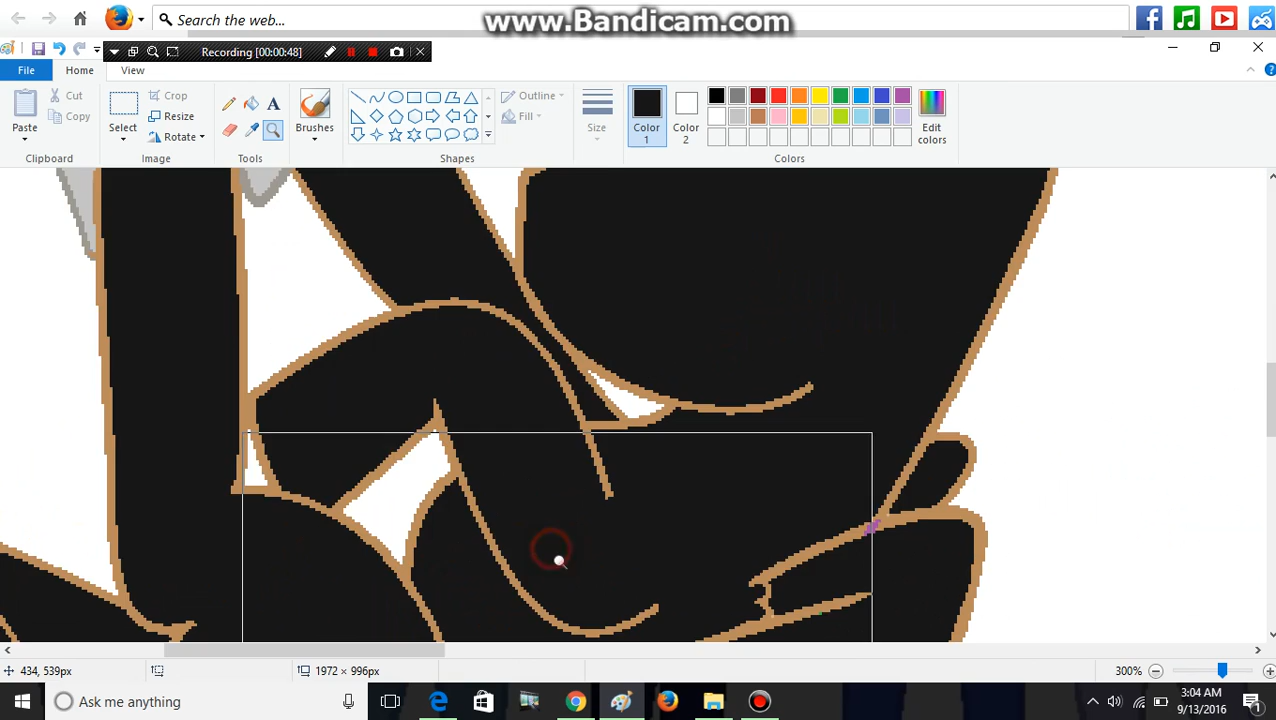 www.Bandicam.com
Search the web...
Recording [00:00:48]
File
Home
View
Paste
Cut
Copy
Select
Crop
Resize
Rotate
Brushes
Outline
Fill
Size
Color 1
Color 2
Edit colors
Clipboard
Image
Tools
Shapes
Colors
434, 539px
1972 × 996px
300%
Ask me anything
3:04 AM
9/13/2016